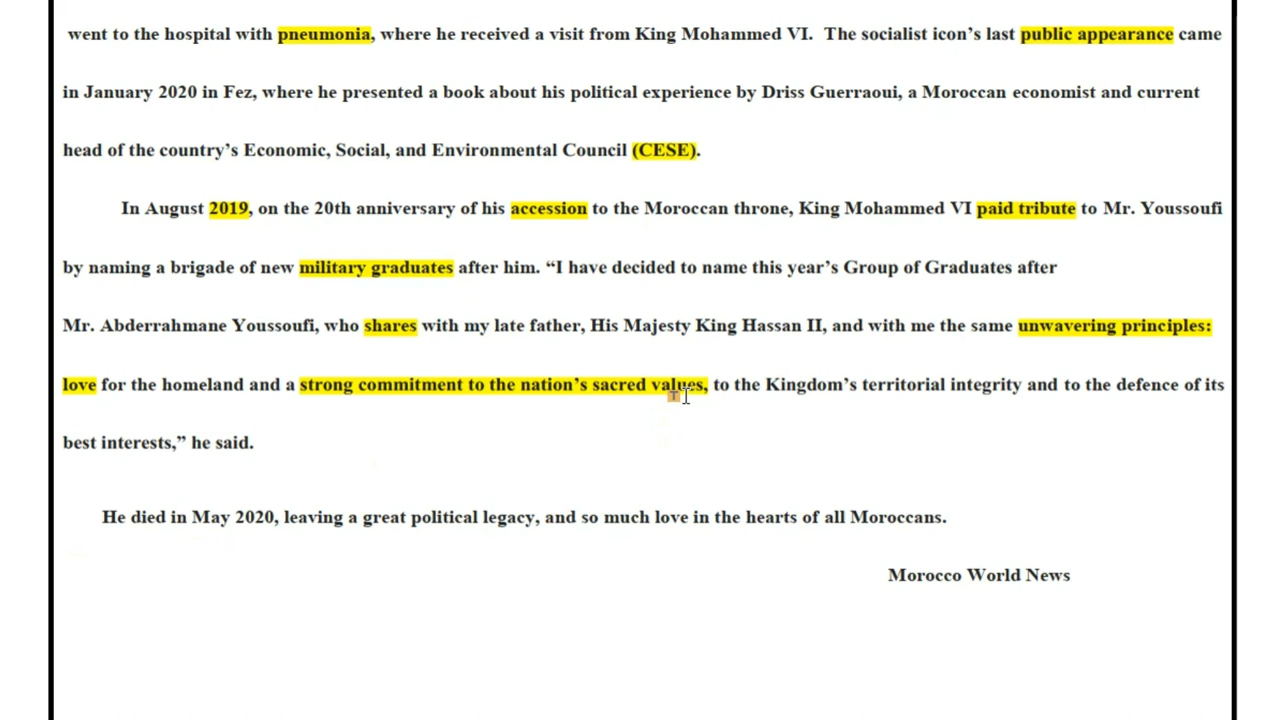 went to the hospital with pneumonia, where he received a visit from King Mohammed VI.  The socialist icon’s last public appearance came
in January 2020 in Fez, where he presented a book about his political experience by Driss Guerraoui, a Moroccan economist and current
head of the country’s Economic, Social, and Environmental Council (CESE).
In August 2019, on the 20th anniversary of his accession to the Moroccan throne, King Mohammed VI paid tribute to Mr. Youssoufi
by naming a brigade of new military graduates after him. “I have decided to name this year’s Group of Graduates after
Mr. Abderrahmane Youssoufi, who shares with my late father, His Majesty King Hassan II, and with me the same unwavering principles:
love for the homeland and a strong commitment to the nation’s sacred values, to the Kingdom’s territorial integrity and to the defence of its
best interests,” he said.
He died in May 2020, leaving a great political legacy, and so much love in the hearts of all Moroccans.
Morocco World News